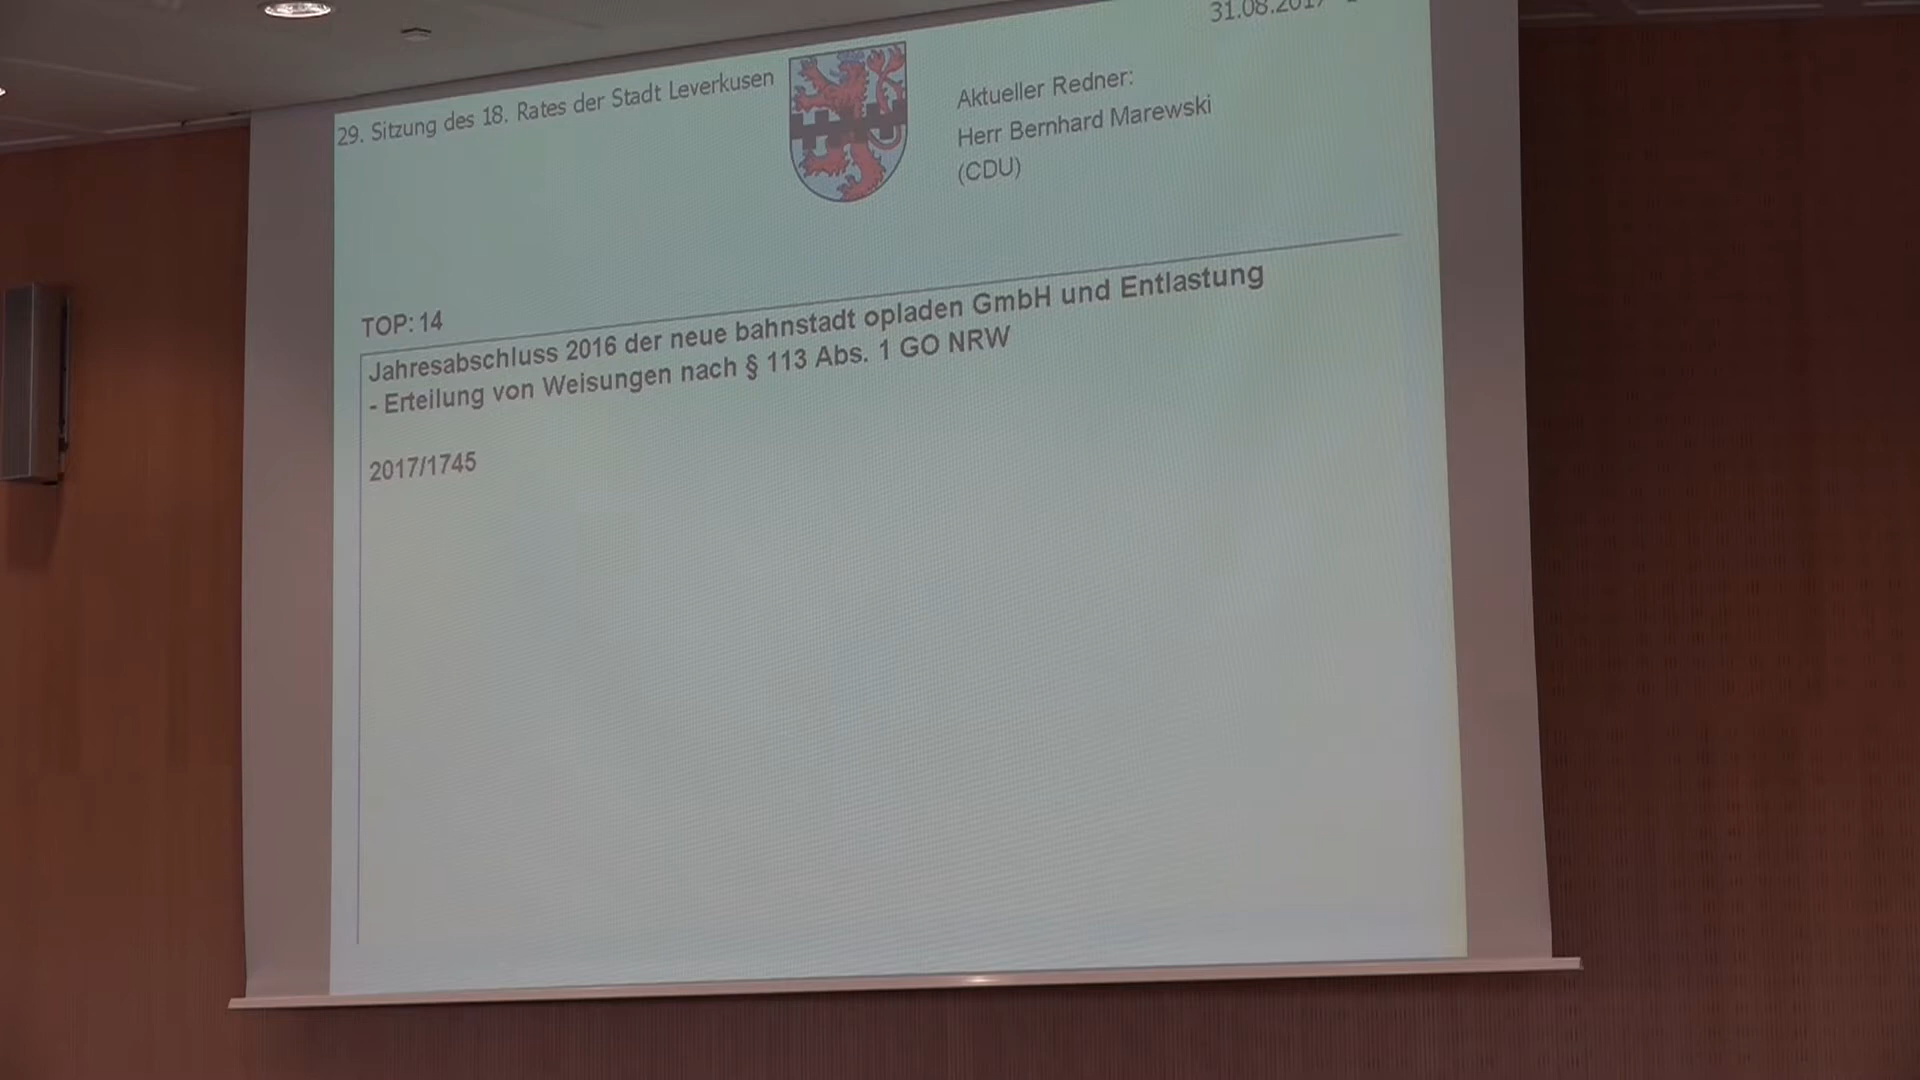 31.08.2017
29. Sitzung des 18. Rates der Stadt Leverkusen
Aktueller Redner:
Herr Bernhard Marewski
(CDU)
TOP: 14
Jahresabschluss 2016 der neue bahnstadt opladen GmbH und Entlastung
- Erteilung von Weisungen nach § 113 Abs. 1 GO NRW
2017/1745